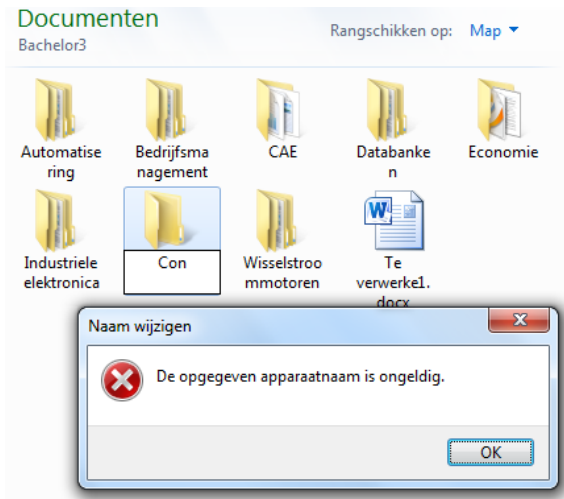 Documenten
Bachelor3
Rangschikken op: Map
Automatise
ring
Bedrijfsma
nagement
CAE
Databanke
n
Economie
Industriele
elektronica
Con
Wisselstroo
mmotoren
Te
verwerke1.
docx
Naam wijzigen
De opgegeven apparaatnaam is ongeldig.
OK